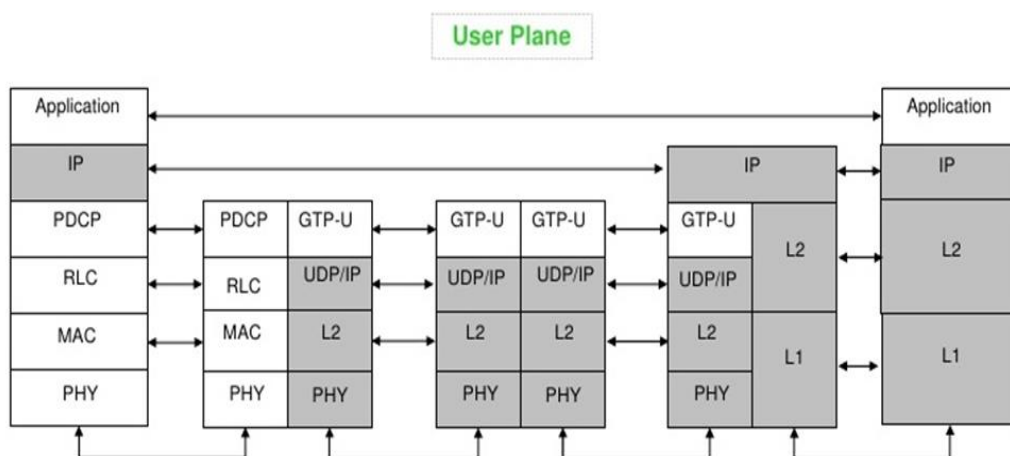 User Plane
Application
Application
IP
IP
IP
PDCP
PDCP
GTP-U
GTP-U
GTP-U
GTP-U
L2
L2
RLC
RLC
UDP/IP
UDP/IP
UDP/IP
UDP/IP
MAC
MAC
L2
L2
L2
L2
L1
L1
PHY
PHY
PHY
PHY
PHY
PHY